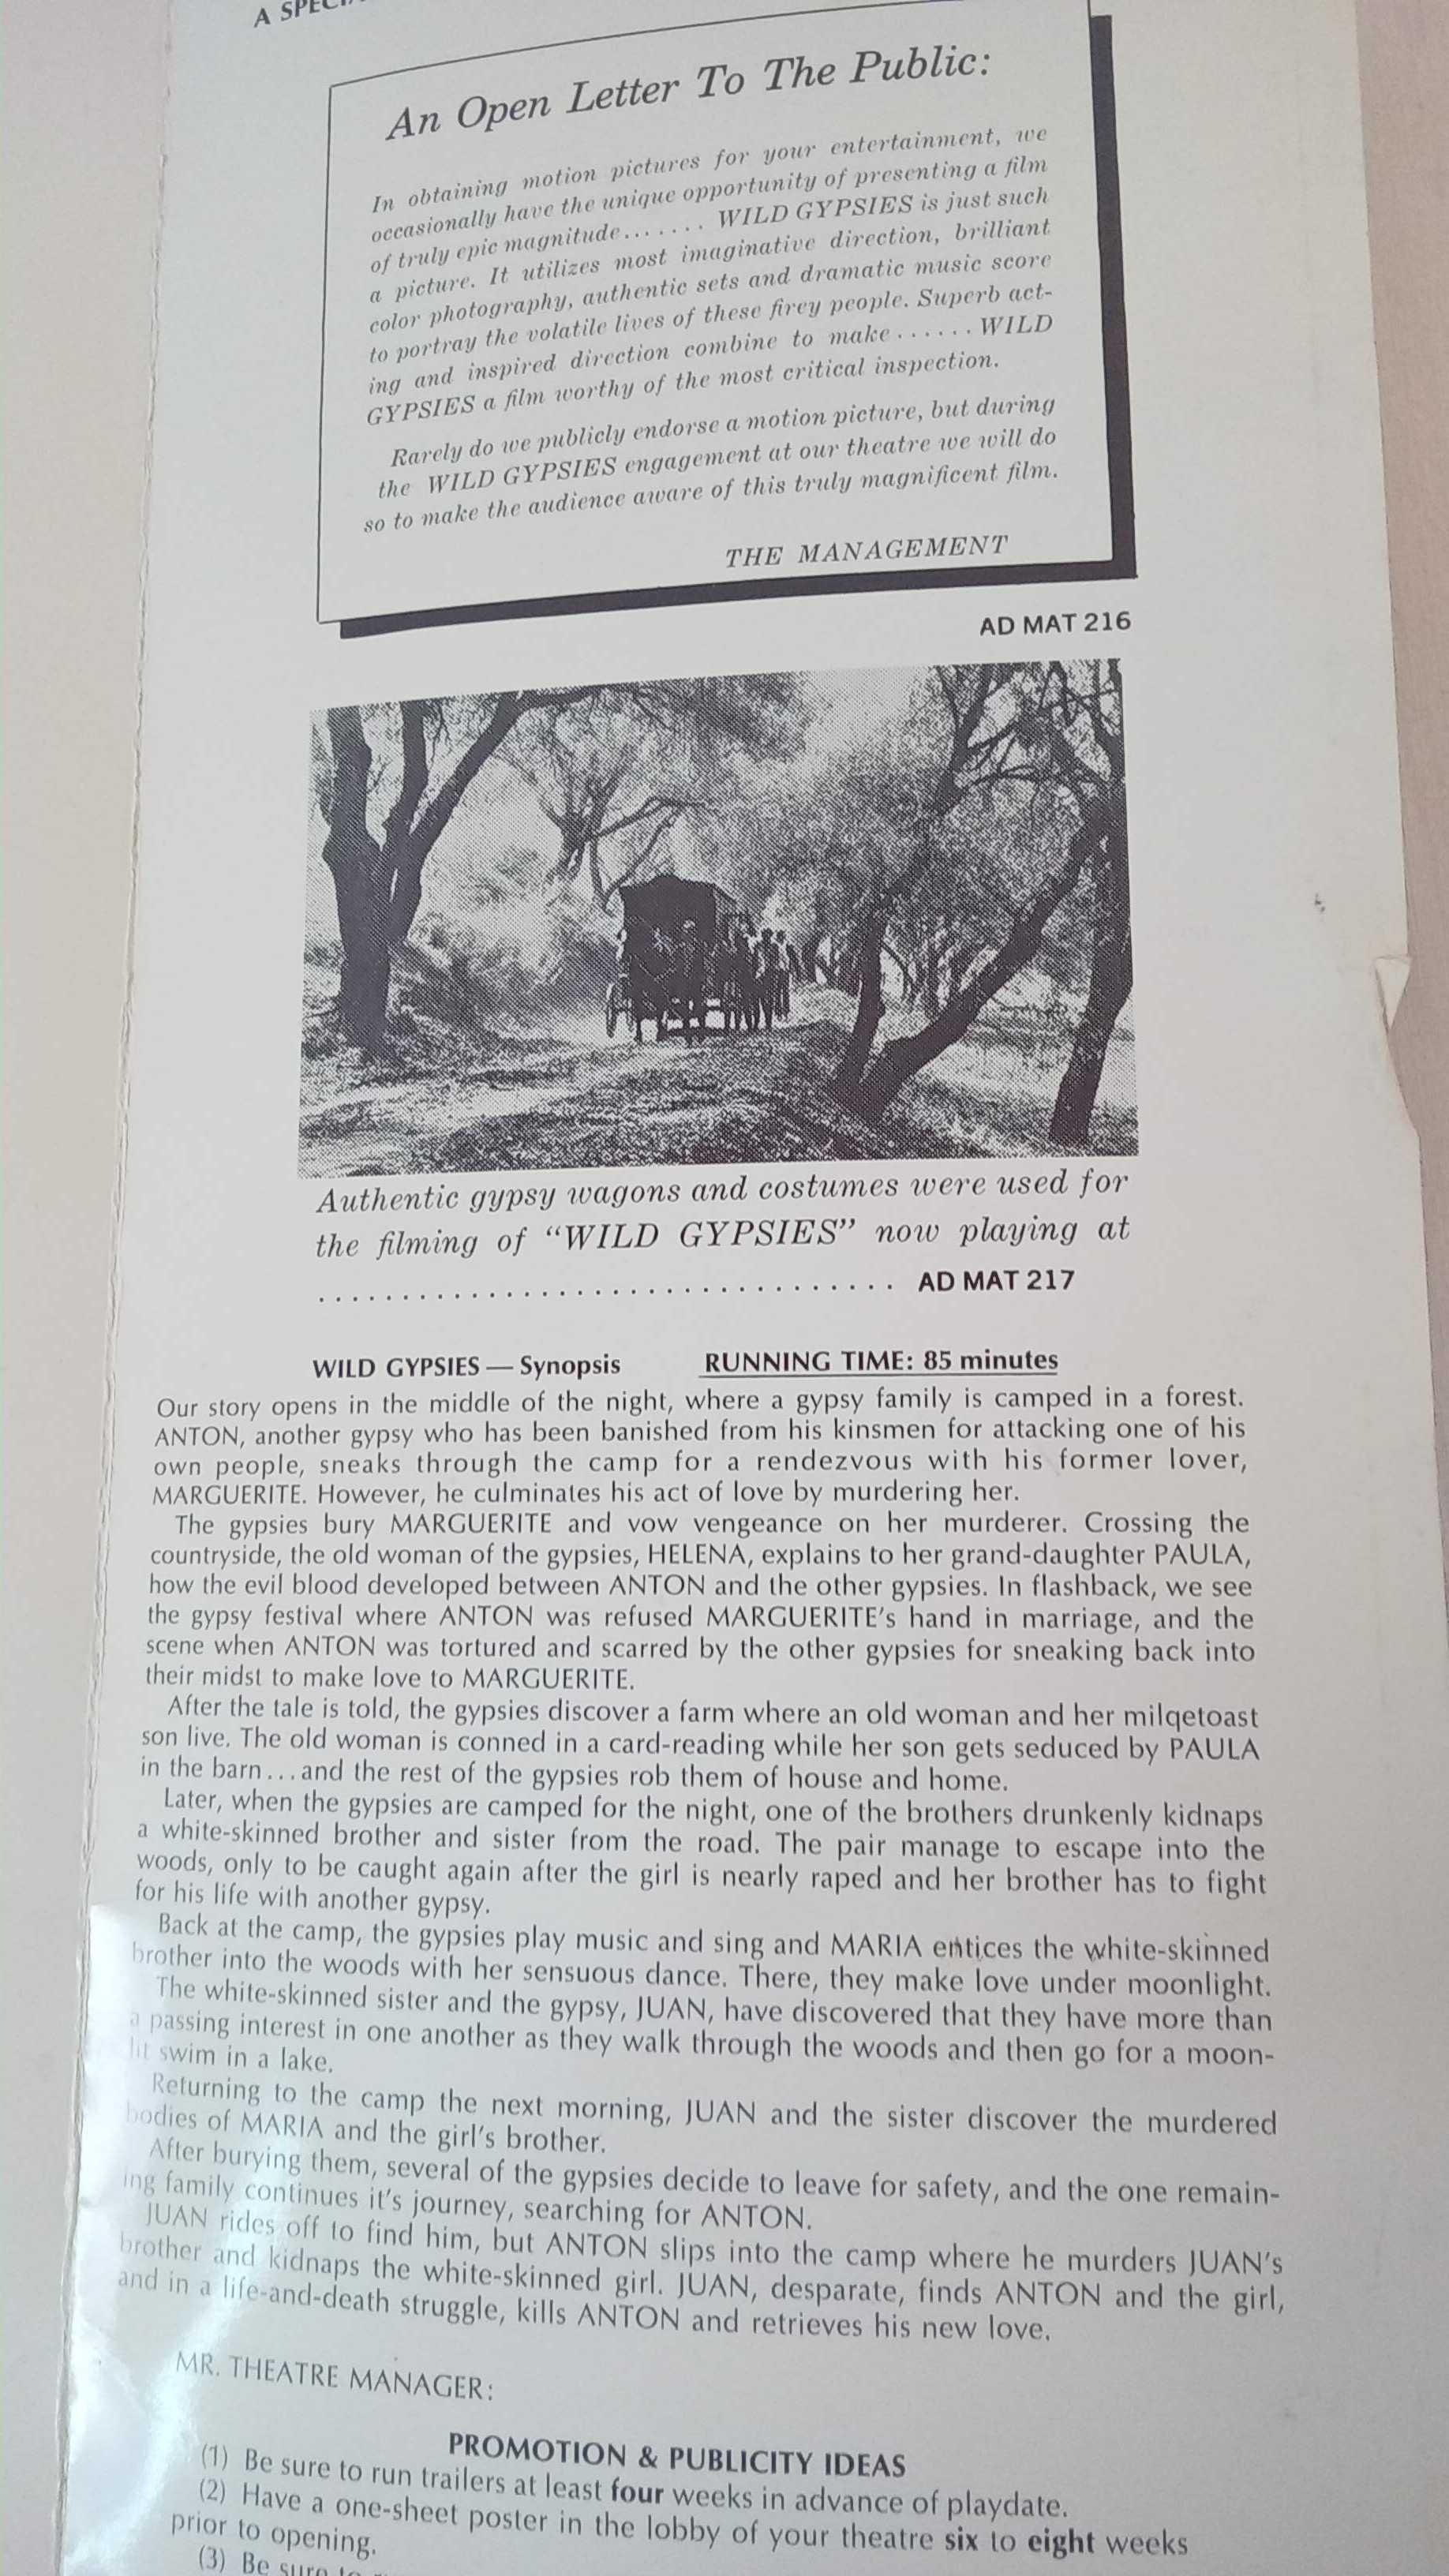 A SPECI
An Open Letter To The Public:
In obtaining motion pictures for your entertainment, we
occasionally have the unique opportunity of presenting a film
of truly epic magnitude....... WILD GYPSIES is just such
a picture. It utilizes most imaginative direction, brilliant
color photography, authentic sets and dramatic music score
to portray the volatile lives of these firey people. Superb act-
ing and inspired direction combine to make...... WILD
GYPSIES a film worthy of the most critical inspection.
Rarely do we publicly endorse a motion picture, but during
the WILD GYPSIES engagement at our theatre we will do
so to make the audience aware of this truly magnificent film.
THE MANAGEMENT
AD MAT 216
Authentic gypsy wagons and costumes were used for
the filming of “WILD GYPSIES” now playing at
.................................. AD MAT 217
WILD GYPSIES — Synopsis RUNNING TIME: 85 minutes
Our story opens in the middle of the night, where a gypsy family is camped in a forest.
ANTON, another gypsy who has been banished from his kinsmen for attacking one of his
own people, sneaks through the camp for a rendezvous with his former lover,
MARGUERITE. However, he culminates his act of love by murdering her.
The gypsies bury MARGUERITE and vow vengeance on her murderer. Crossing the
countryside, the old woman of the gypsies, HELENA, explains to her grand-daughter PAULA,
how the evil blood developed between ANTON and the other gypsies. In flashback, we see
the gypsy festival where ANTON was refused MARGUERITE’s hand in marriage, and the
scene when ANTON was tortured and scarred by the other gypsies for sneaking back into
their midst to make love to MARGUERITE.
After the tale is told, the gypsies discover a farm where an old woman and her milqetoast
son live. The old woman is conned in a card-reading while her son gets seduced by PAULA
in the barn...and the rest of the gypsies rob them of house and home.
Later, when the gypsies are camped for the night, one of the brothers drunkenly kidnaps
a white-skinned brother and sister from the road. The pair manage to escape into the
woods, only to be caught again after the girl is nearly raped and her brother has to fight
for his life with another gypsy.
Back at the camp, the gypsies play music and sing and MARIA entices the white-skinned
brother into the woods with her sensuous dance. There, they make love under moonlight.
The white-skinned sister and the gypsy, JUAN, have discovered that they have more than
a passing interest in one another as they walk through the woods and then go for a moon-
lit swim in a lake.
Returning to the camp the next morning, JUAN and the sister discover the murdered
bodies of MARIA and the girl’s brother.
After burying them, several of the gypsies decide to leave for safety, and the one remain-
ing family continues it’s journey, searching for ANTON.
JUAN rides off to find him, but ANTON slips into the camp where he murders JUAN’s
brother and kidnaps the white-skinned girl. JUAN, desparate, finds ANTON and the girl,
and in a life-and-death struggle, kills ANTON and retrieves his new love.
MR. THEATRE MANAGER:
PROMOTION & PUBLICITY IDEAS
(1) Be sure to run trailers at least four weeks in advance of playdate.
(2) Have a one-sheet poster in the lobby of your theatre six to eight weeks
prior to opening.
(3) Be sure to